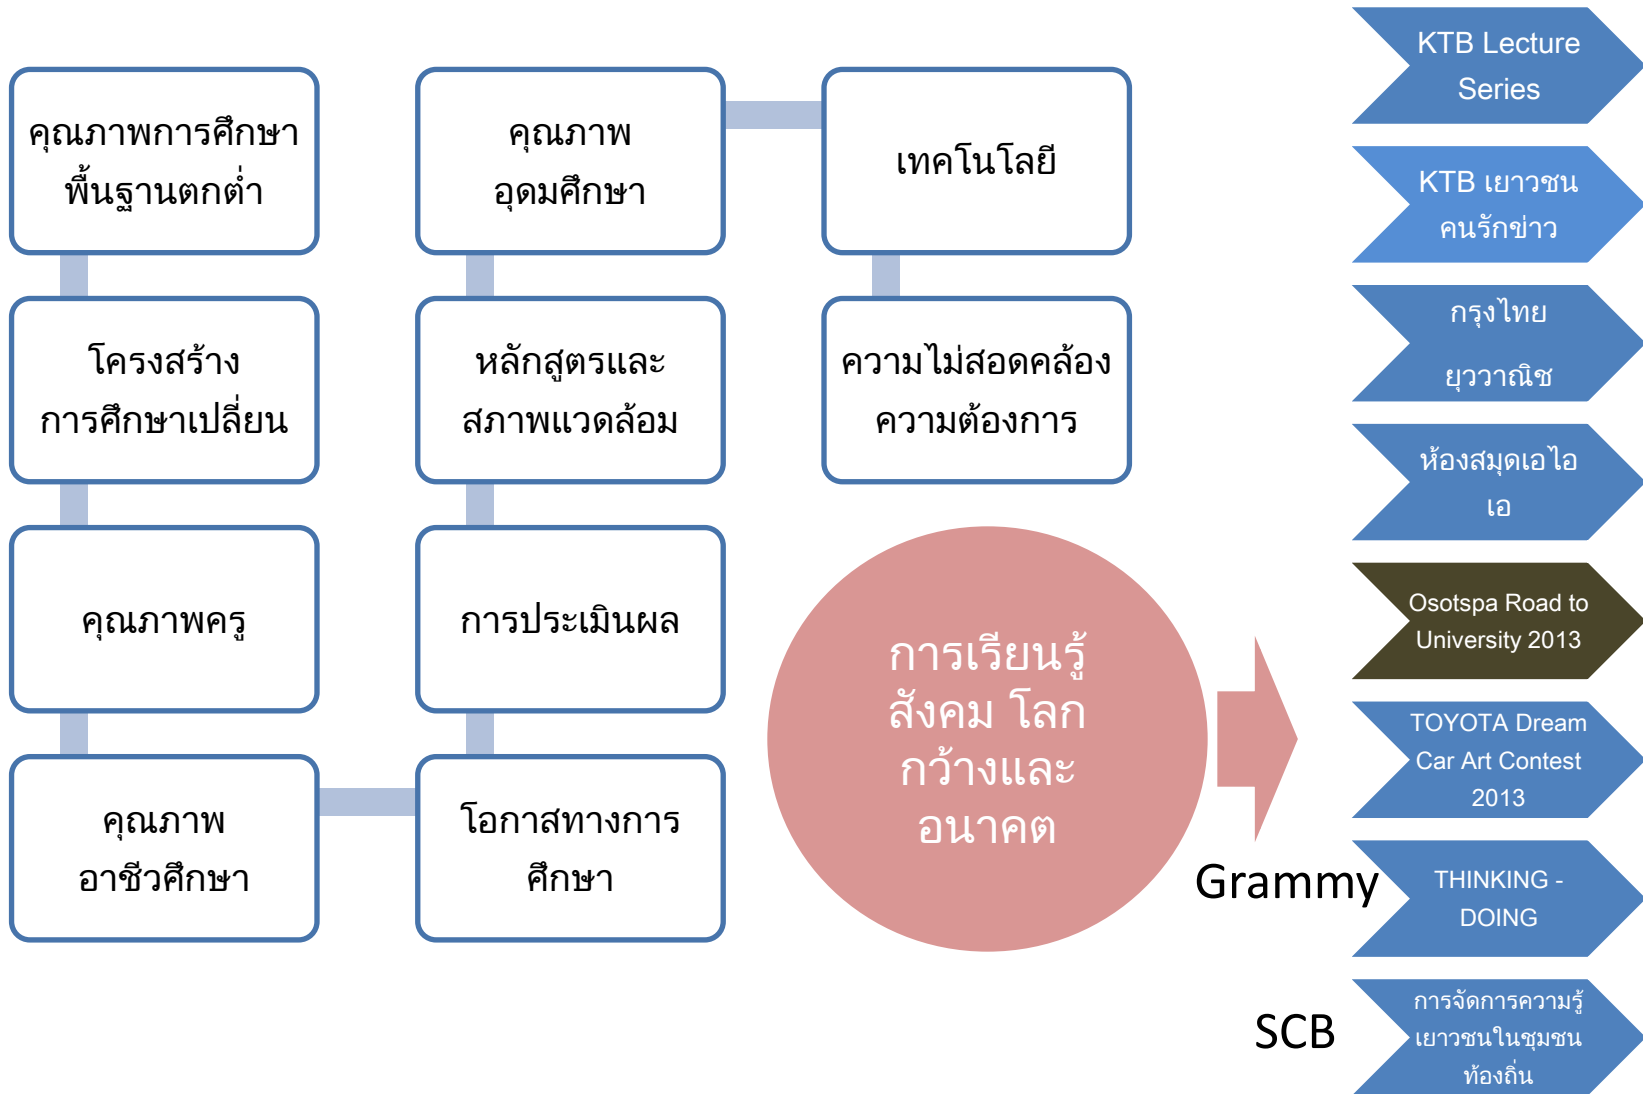 คุณภาพการศึกษา
พื้นฐานตกต่ำ
โครงสร้าง
การศึกษาเปลี่ยน
คุณภาพครู
คุณภาพ
อาชีวศึกษา
โอกาสทางการ
ศึกษา
การประเมินผล
หลักสูตรและ
สภาพแวดล้อม
คุณภาพ
อุดมศึกษา
เทคโนโลยี
ความไม่สอดคล้อง
ความต้องการ
การเรียนรู้
สังคม โลก
กว้างและ
อนาคต
KTB Lecture
Series
KTB เยาวชน
คนรักข่าว
กรุงไทย
ยุววาณิช
ห้องสมุดเอไอ
เอ
Osotspa Road to
University 2013
TOYOTA Dream
Car Art Contest
2013
Grammy
THINKING -
DOING
SCB
การจัดการความรู้
เยาวชนในชุมชน
ท้องถิ่น